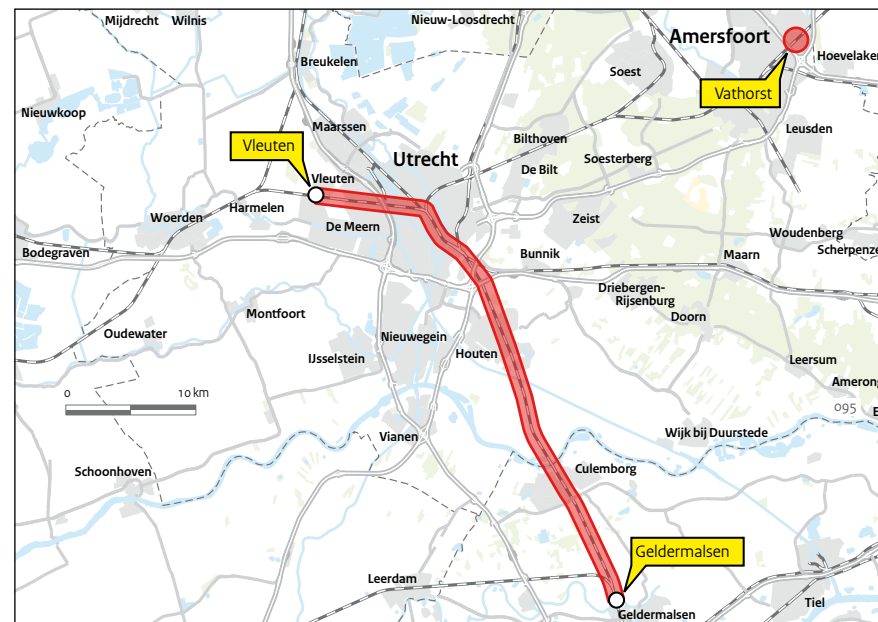 Mijdrecht
Wilnis
Nieuw-Loosdrecht
Amersfoort
Hoevelaken
Breukelen
Soest
Vathorst
Nieuwkoop
Maarssen
Leusden
Bilthoven
Vleuten
Utrecht
Soesterberg
De Bilt
Vleuten
Harmelen
Woerden
Zeist
De Meern
Woudenberg
Bodegraven
Bunnik
Maarn
Scherpenze
Driebergen-
Rijsenburg
Montfoort
Doorn
Oudewater
Nieuwegein
IJsselstein
Houten
Leersum
0 10 km
Amerong
095
Vianen
Wijk bij Duurstede
Schoonhoven
Culemborg
Geldermalsen
Leerdam
Tiel
Geldermalsen